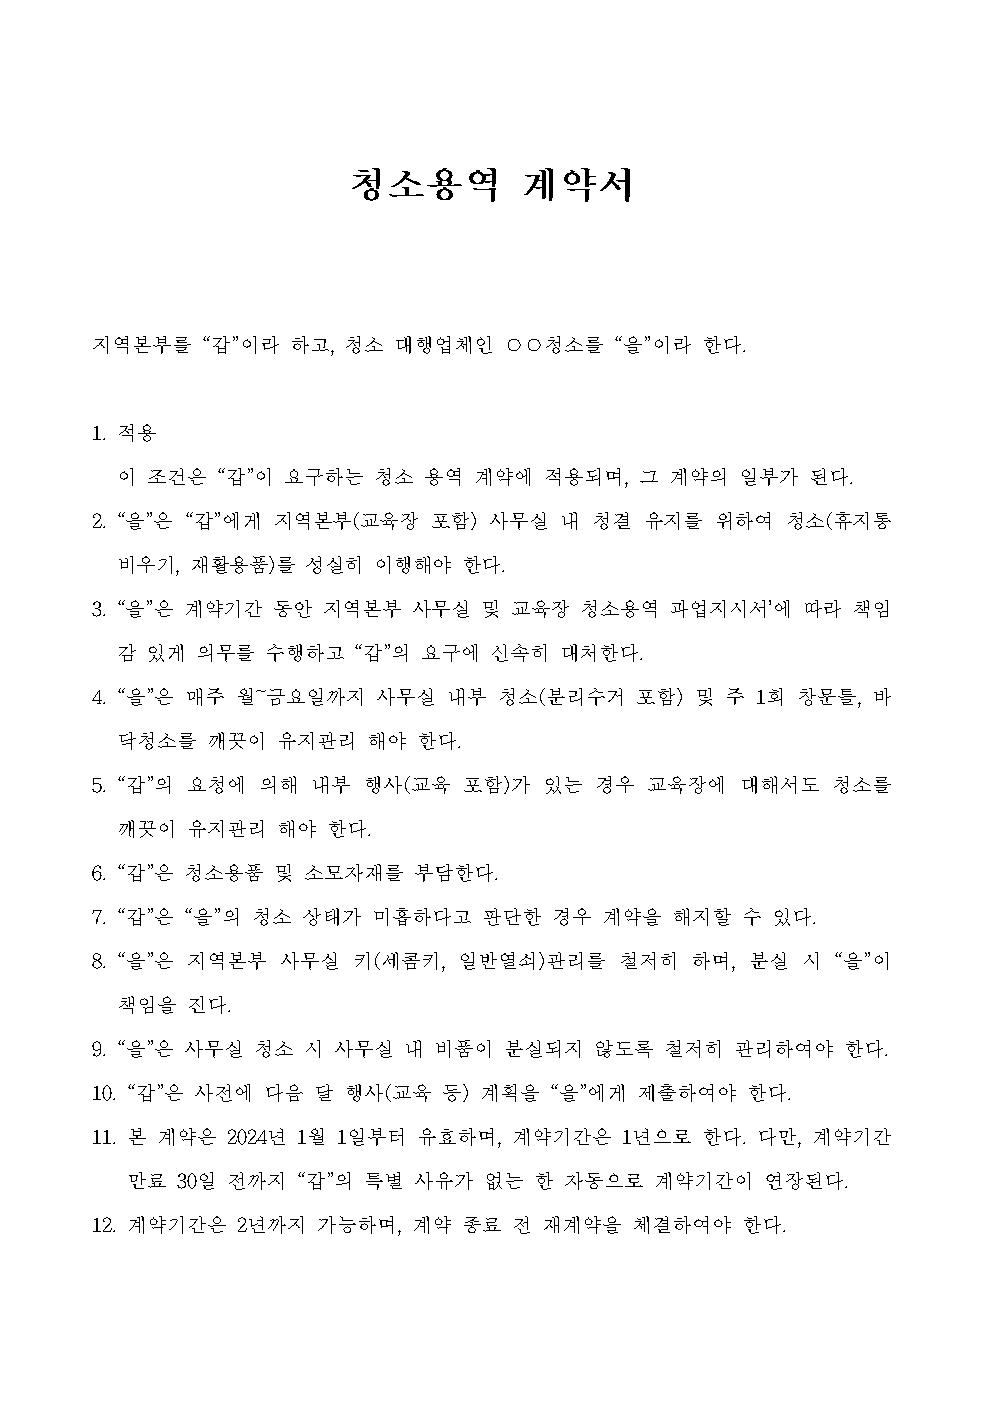 청소용역 계약서
지역본부를 “갑”이라 하고, 청소 대행업체인 ○○청소를 “을”이라 한다.
1. 적용
이 조건은 “갑”이 요구하는 청소 용역 계약에 적용되며, 그 계약의 일부가 된다.
2. “을”은 “갑”에게 지역본부(교육장 포함) 사무실 내 청결 유지를 위하여 청소(휴지통
비우기, 재활용품)를 성실히 이행해야 한다.
3. “을”은 계약기간 동안 지역본부 사무실 및 교육장 청소용역 과업지시서’에 따라 책임
감 있게 의무를 수행하고 “갑”의 요구에 신속히 대처한다.
4. “을”은 매주 월~금요일까지 사무실 내부 청소(분리수거 포함) 및 주 1회 창문틀, 바
닥청소를 깨끗이 유지관리 해야 한다.
5. “갑”의 요청에 의해 내부 행사(교육 포함)가 있는 경우 교육장에 대해서도 청소를
깨끗이 유지관리 해야 한다.
6. “갑”은 청소용품 및 소모자재를 부담한다.
7. “갑”은 “을”의 청소 상태가 미흡하다고 판단한 경우 계약을 해지할 수 있다.
8. “을”은 지역본부 사무실 키(세콤키, 일반열쇠)관리를 철저히 하며, 분실 시 “을”이
책임을 진다.
9. “을”은 사무실 청소 시 사무실 내 비품이 분실되지 않도록 철저히 관리하여야 한다.
10. “갑”은 사전에 다음 달 행사(교육 등) 계획을 “을”에게 제출하여야 한다.
11. 본 계약은 2024년 1월 1일부터 유효하며, 계약기간은 1년으로 한다. 다만, 계약기간
만료 30일 전까지 “갑”의 특별 사유가 없는 한 자동으로 계약기간이 연장된다.
12. 계약기간은 2년까지 가능하며, 계약 종료 전 재계약을 체결하여야 한다.